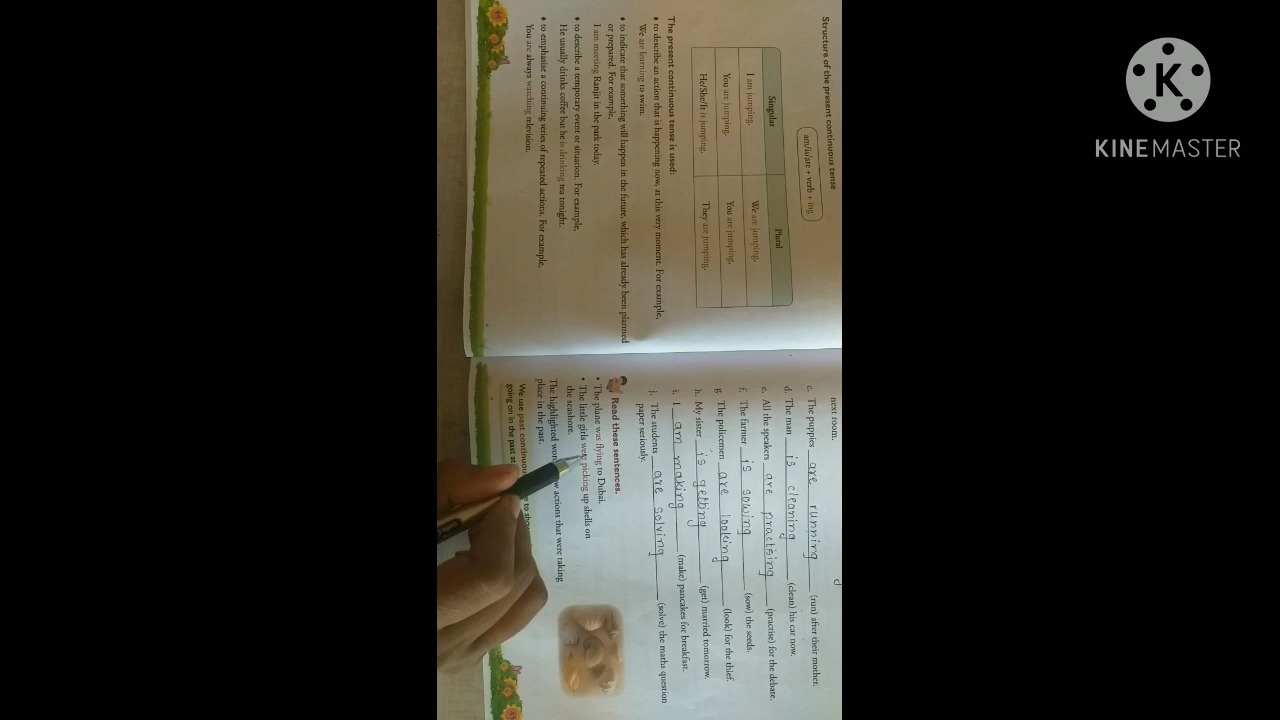 Structure of the present continuous tense
am/is/are + verb + ing
Singular Plural
I am jumping. We are jumping.
You are jumping. You are jumping.
He/She/It is jumping. They are jumping.
The present continuous tense is used:
• to describe an action that is happening now, at this very moment. For example,
We are learning to swim.
• to indicate that something will happen in the future, which has already been planned
or prepared. For example,
I am meeting Ranjit in the park today.
• to describe a temporary event or situation. For example,
He usually drinks coffee but he is drinking tea tonight.
• to emphasise a continuing series of repeated actions. For example,
You are always watching television.
44
next room.
c. The puppies are running (run) after their mother.
d. The man is cleaning (clean) his car now.
e. All the speakers are practising (practise) for the debate.
f. The farmer is sowing (sow) the seeds.
g. The policemen are looking (look) for the thief.
h. My sister is getting (get) married tomorrow.
i. I am making (make) pancakes for breakfast.
j. The students are solving (solve) the maths question
paper seriously.
Read these sentences.
• The plane was flying to Dubai.
• The little girls were picking up shells on
the seashore.
The highlighted actions that were taking
place in the past.
We use past to
going on in the past at
45
K
KINEMASTER